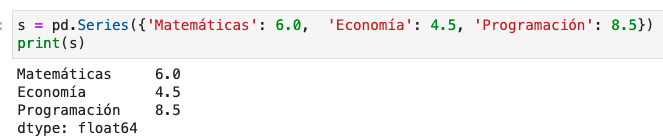 s = pd.Series({'Matemáticas': 6.0,  'Economía': 4.5, 'Programación': 8.5})
print(s)
Matemáticas     6.0
Economía        4.5
Programación    8.5
dtype: float64